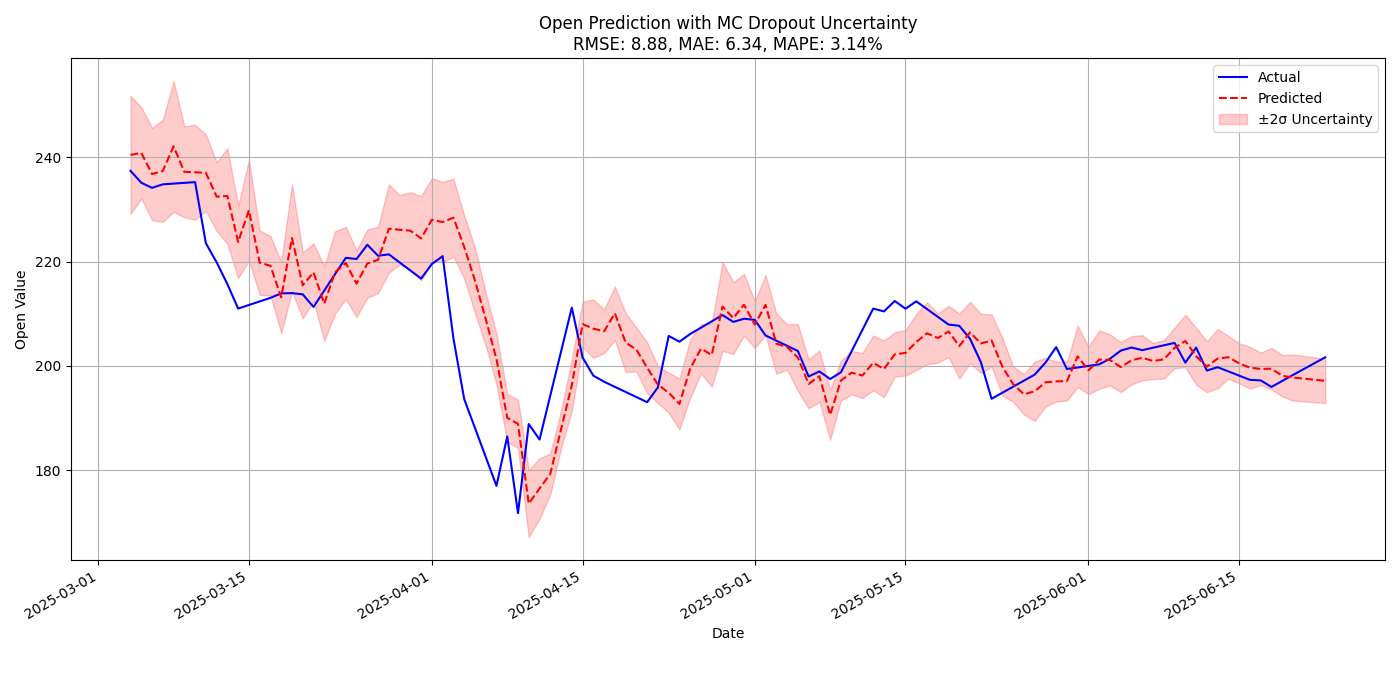 Open Prediction with MC Dropout Uncertainty
RMSE: 8.88, MAE: 6.34, MAPE: 3.14%
Actual
Predicted
±2σ Uncertainty
Open Value
240
220
200
180
2025-03-01
2025-03-15
2025-04-01
2025-04-15
2025-05-01
2025-05-15
2025-06-01
2025-06-15
Date